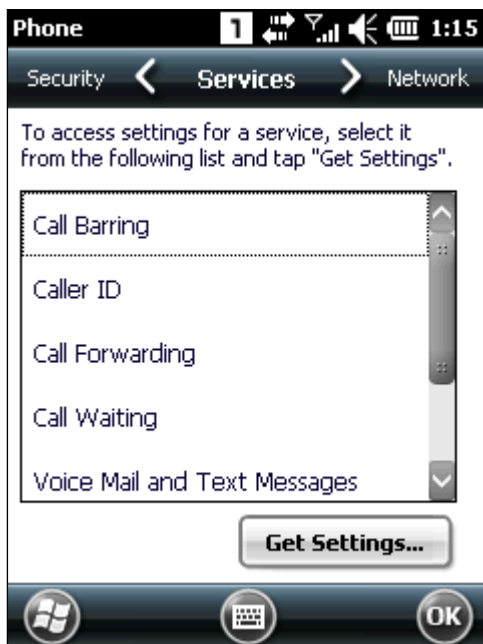 Phone 1 1:15
Security Services Network
To access settings for a service, select it
from the following list and tap "Get Settings".
Call Barring
Caller ID
Call Forwarding
Call Waiting
Voice Mail and Text Messages
Get Settings...
OK